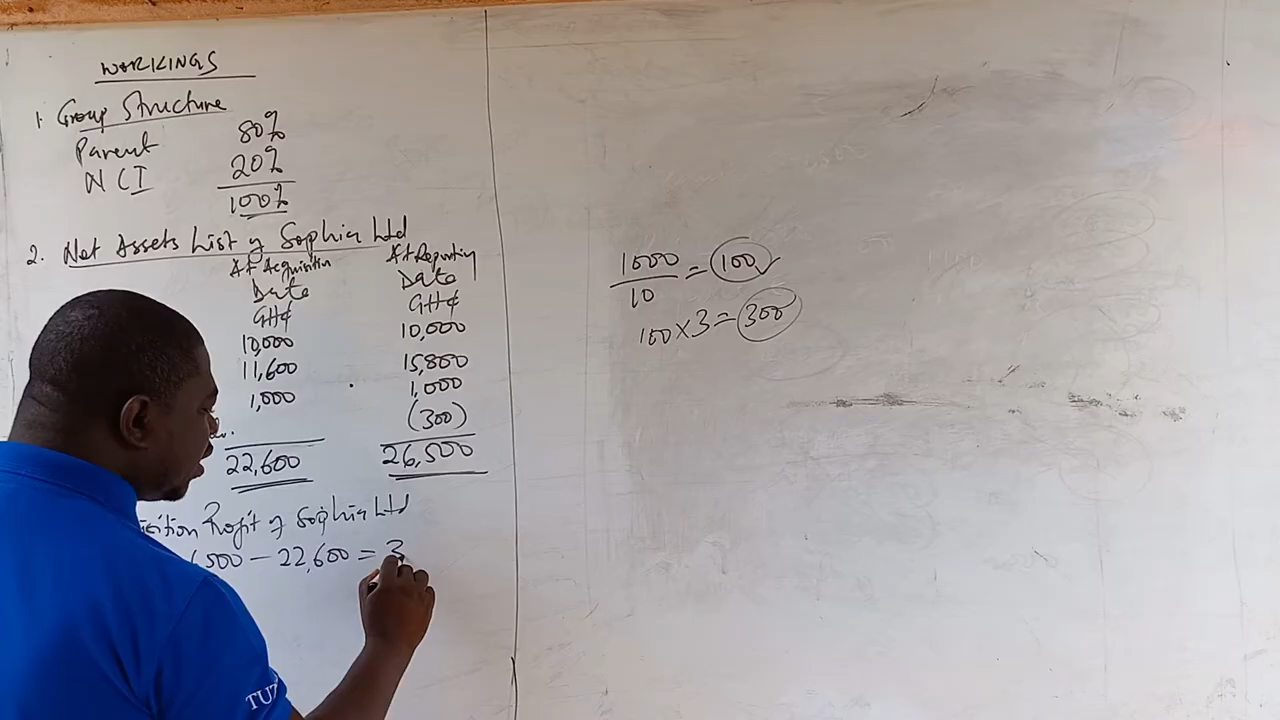 WORKINGS
1. Group Structure
Parent 80%
NCI 20%
100%
2. Net Assets List of Sophia Ltd
At Acquisition At Reporting
Date Date
GH¢ GH¢
10,000 10,000
11,600 15,800
1,000 1,000
(300)
22,600 26,500
Profit of Sophia Ltd
500 - 22,600 = 3
1000
10
= 100
100 × 3 = 300
TU